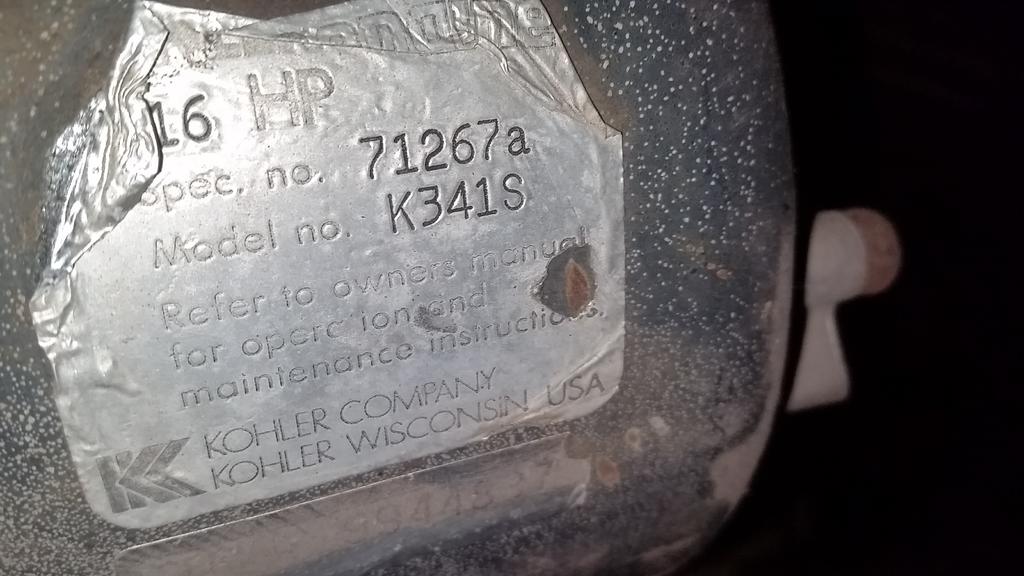 16 HP
Spec. no. 71267a
Model no. K341S
Refer to owners manual
for operation and
maintenance instructions.
KOHLER COMPANY
KOHLER WISCONSIN USA